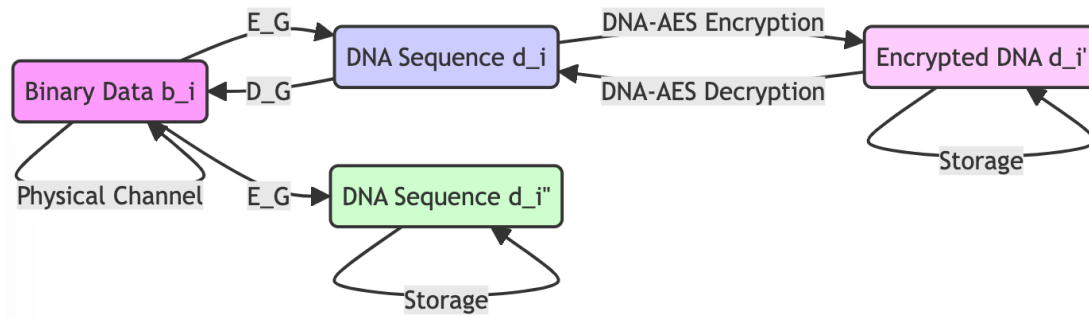 E_G
DNA-AES Encryption
Binary Data b_i
DNA Sequence d_i
Encrypted DNA d_i'
D_G
DNA-AES Decryption
Physical Channel
E_G
DNA Sequence d_i"
Storage
Storage